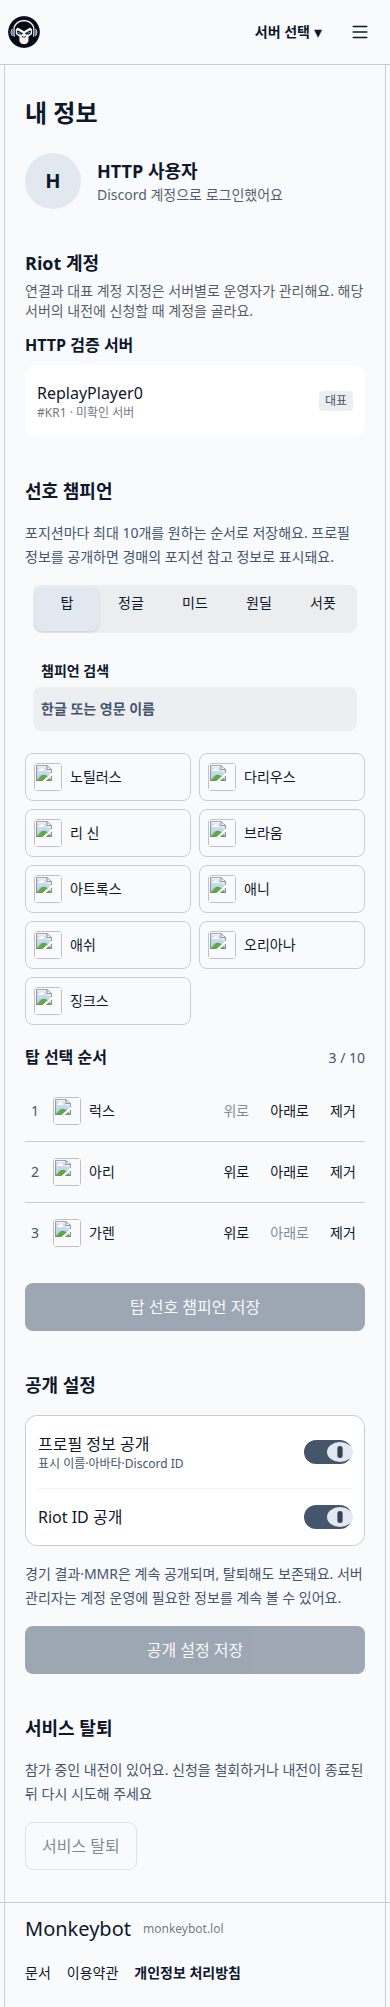 서버 선택 ▾
내 정보
H
HTTP 사용자
Discord 계정으로 로그인했어요
Riot 계정
연결과 대표 계정 지정은 서버별로 운영자가 관리해요. 해당
서버의 내전에 신청할 때 계정을 골라요.
HTTP 검증 서버
ReplayPlayer0
대표
#KR1 · 미확인 서버
선호 챔피언
포지션마다 최대 10개를 원하는 순서로 저장해요. 프로필
정보를 공개하면 경매의 포지션 참고 정보로 표시돼요.
탑 정글 미드 원딜 서폿
챔피언 검색
한글 또는 영문 이름
노틸러스 다리우스
리 신 브라움
아트록스 애니
애쉬 오리아나
징크스
탑 선택 순서 3 / 10
1 럭스 위로 아래로 제거
2 아리 위로 아래로 제거
3 가렌 위로 아래로 제거
탑 선호 챔피언 저장
공개 설정
프로필 정보 공개
표시 이름·아바타·Discord ID
Riot ID 공개
경기 결과·MMR은 계속 공개되며, 탈퇴해도 보존돼요. 서버
관리자는 계정 운영에 필요한 정보를 계속 볼 수 있어요.
공개 설정 저장
서비스 탈퇴
참가 중인 내전이 있어요. 신청을 철회하거나 내전이 종료된
뒤 다시 시도해 주세요
서비스 탈퇴
Monkeybot monkeybot.lol
문서 이용약관 개인정보 처리방침